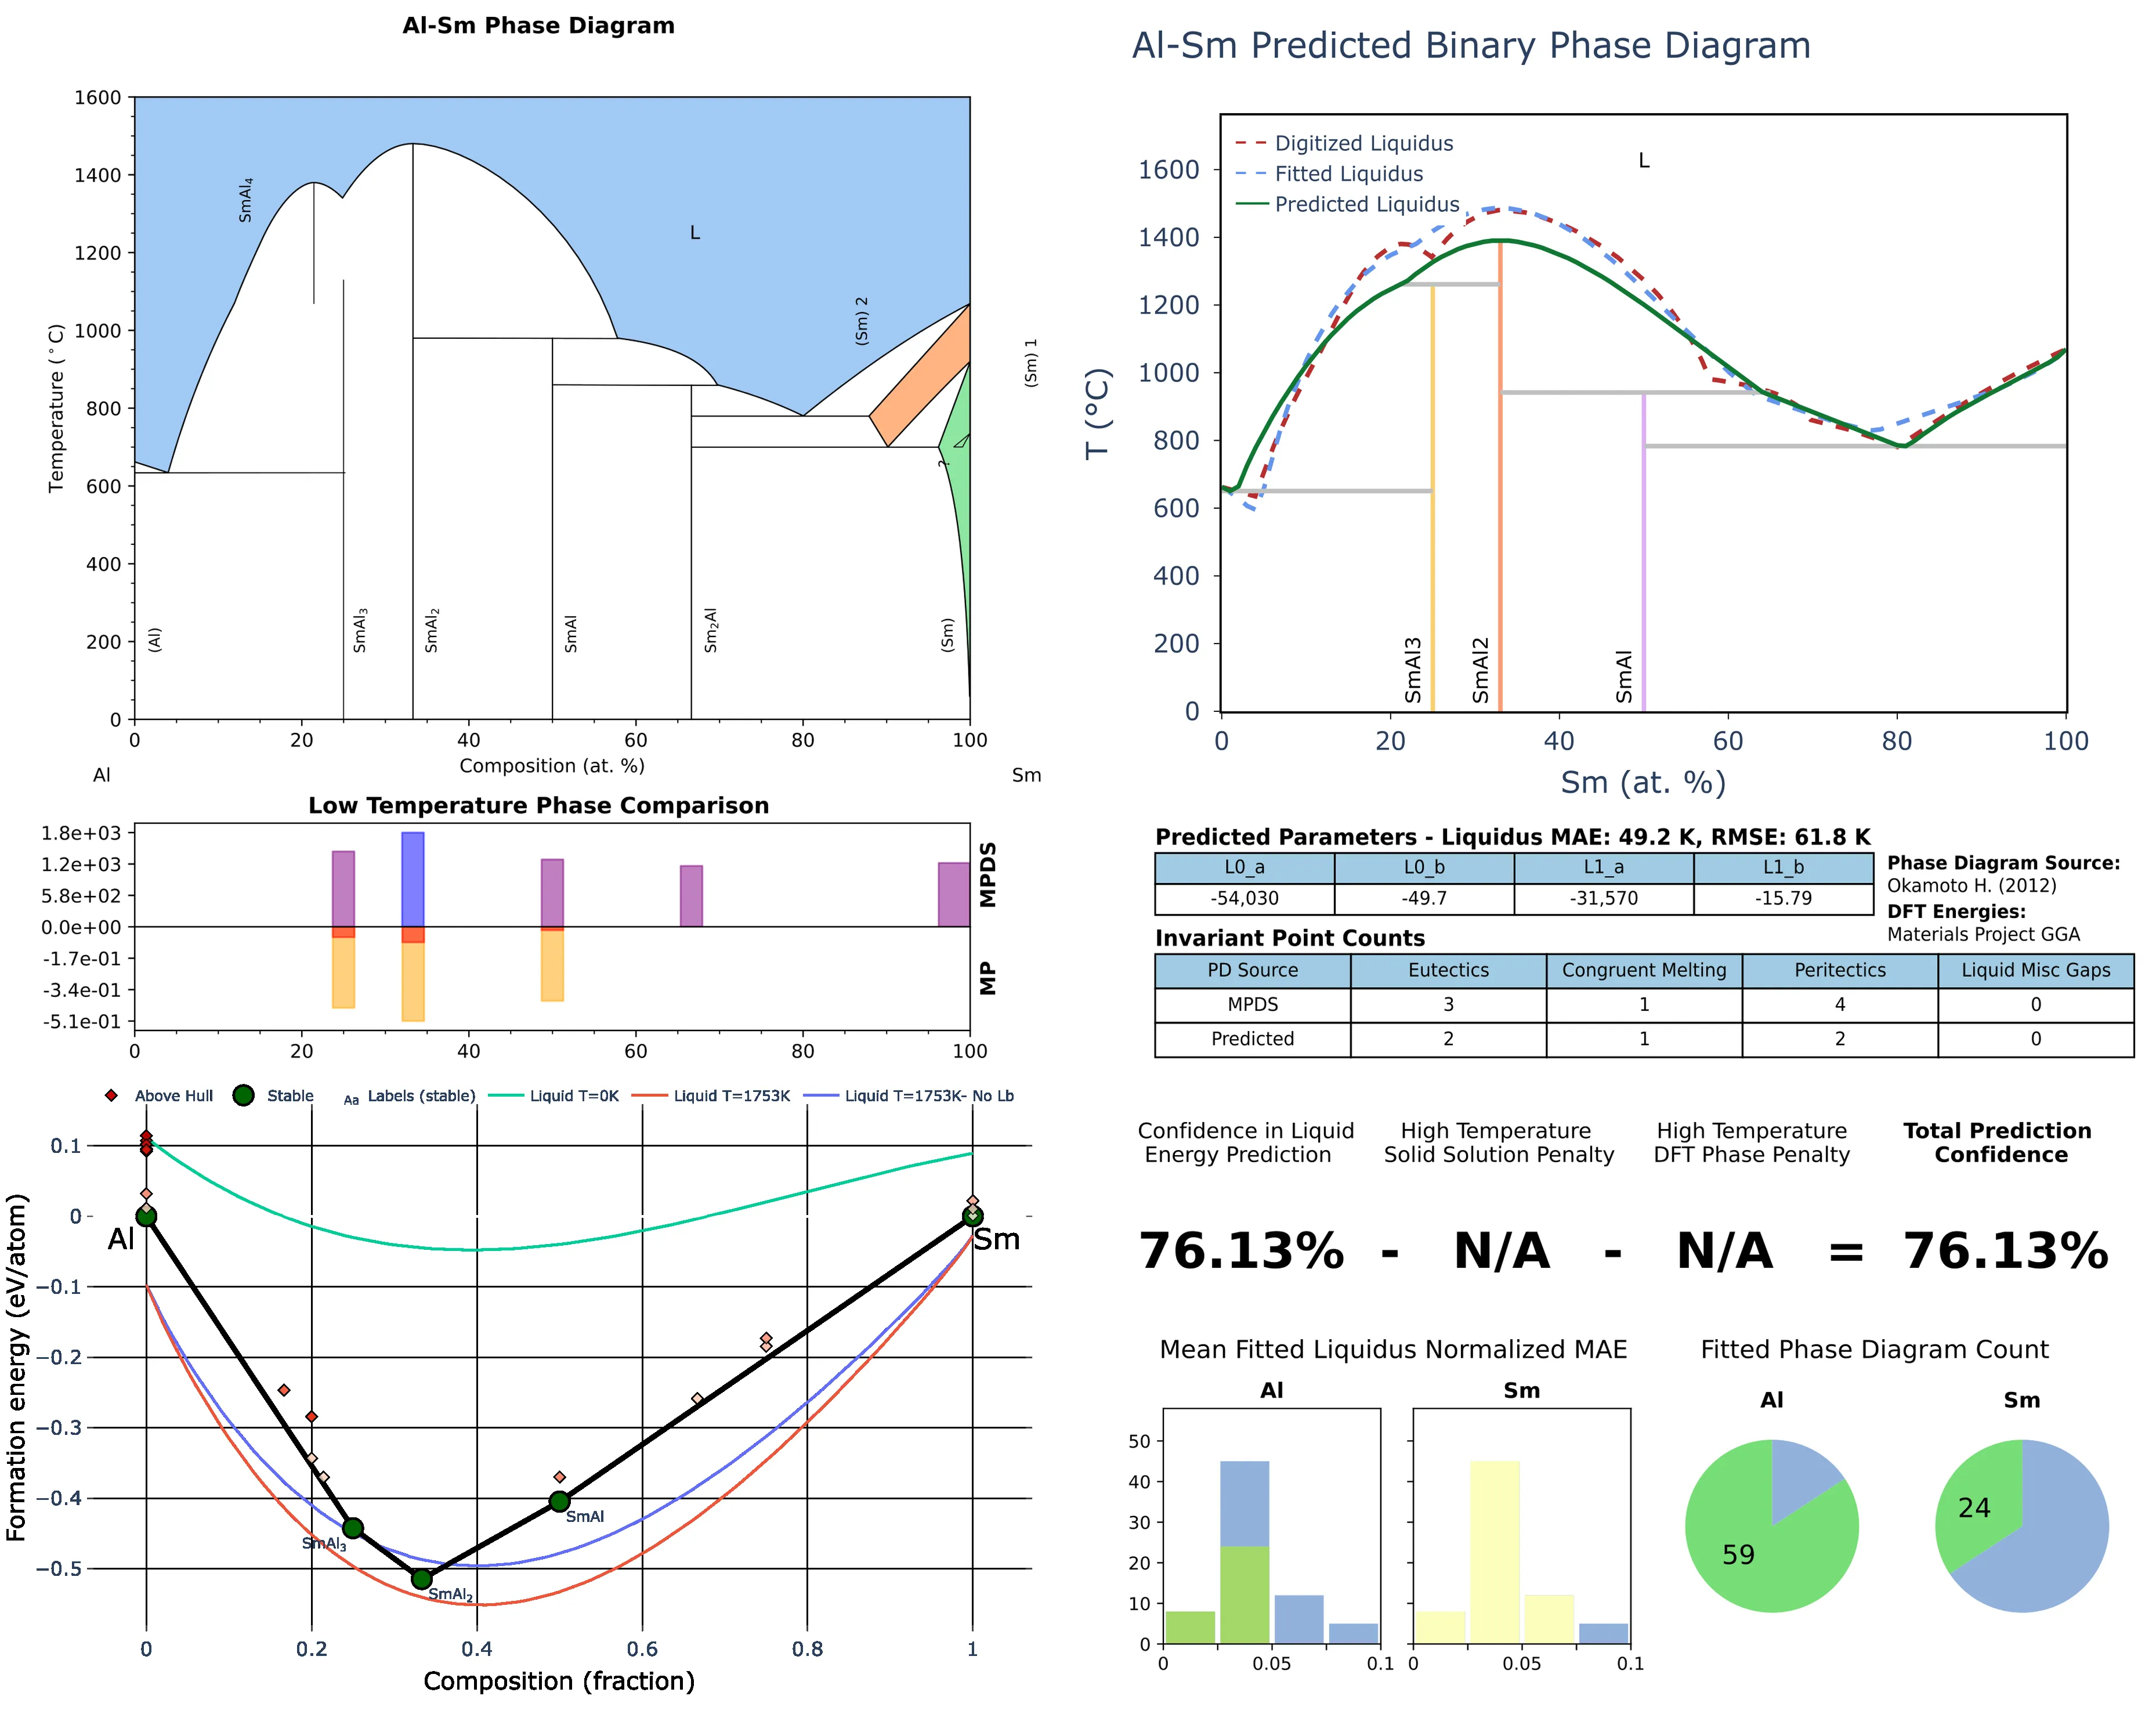 Al-Sm Phase Diagram
1600
1400
1200
1000
800
600
400
200
0
Temperature (°C)
SmAl₄
L
(Sm) 2
(Sm) 1
2
(Al)
SmAl₃
SmAl₂
SmAl
Sm₂Al
(Sm)
0 20 40 60 80 100
Composition (at. %)
Al Sm
Low Temperature Phase Comparison
1.8e+03
1.2e+03
5.8e+02
0.0e+00
-1.7e-01
-3.4e-01
-5.1e-01
MPDS
MP
0 20 40 60 80 100
Above Hull Stable Aa Labels (stable) Liquid T=0K Liquid T=1753K Liquid T=1753K- No Lb
0.1
0
−0.1
−0.2
−0.3
−0.4
−0.5
Formation energy (eV/atom)
Al
Sm
SmAl₃
SmAl₂
SmAl
0 0.2 0.4 0.6 0.8 1
Composition (fraction)
Al-Sm Predicted Binary Phase Diagram
Digitized Liquidus
Fitted Liquidus
Predicted Liquidus
L
1600
1400
1200
1000
800
600
400
200
0
T (°C)
SmAl3
SmAl2
SmAl
0 20 40 60 80 100
Sm (at. %)
Predicted Parameters - Liquidus MAE: 49.2 K, RMSE: 61.8 K
L0_a L0_b L1_a L1_b
-54,030 -49.7 -31,570 -15.79
Phase Diagram Source:
Okamoto H. (2012)
DFT Energies:
Materials Project GGA
Invariant Point Counts
PD Source Eutectics Congruent Melting Peritectics Liquid Misc Gaps
MPDS 3 1 4 0
Predicted 2 1 2 0
Confidence in Liquid
Energy Prediction
High Temperature
Solid Solution Penalty
High Temperature
DFT Phase Penalty
Total Prediction
Confidence
76.13% - N/A - N/A = 76.13%
Mean Fitted Liquidus Normalized MAE
Al Sm
50
40
30
20
10
0
0 0.05 0.1
0 0.05 0.1
Fitted Phase Diagram Count
Al Sm
59
24